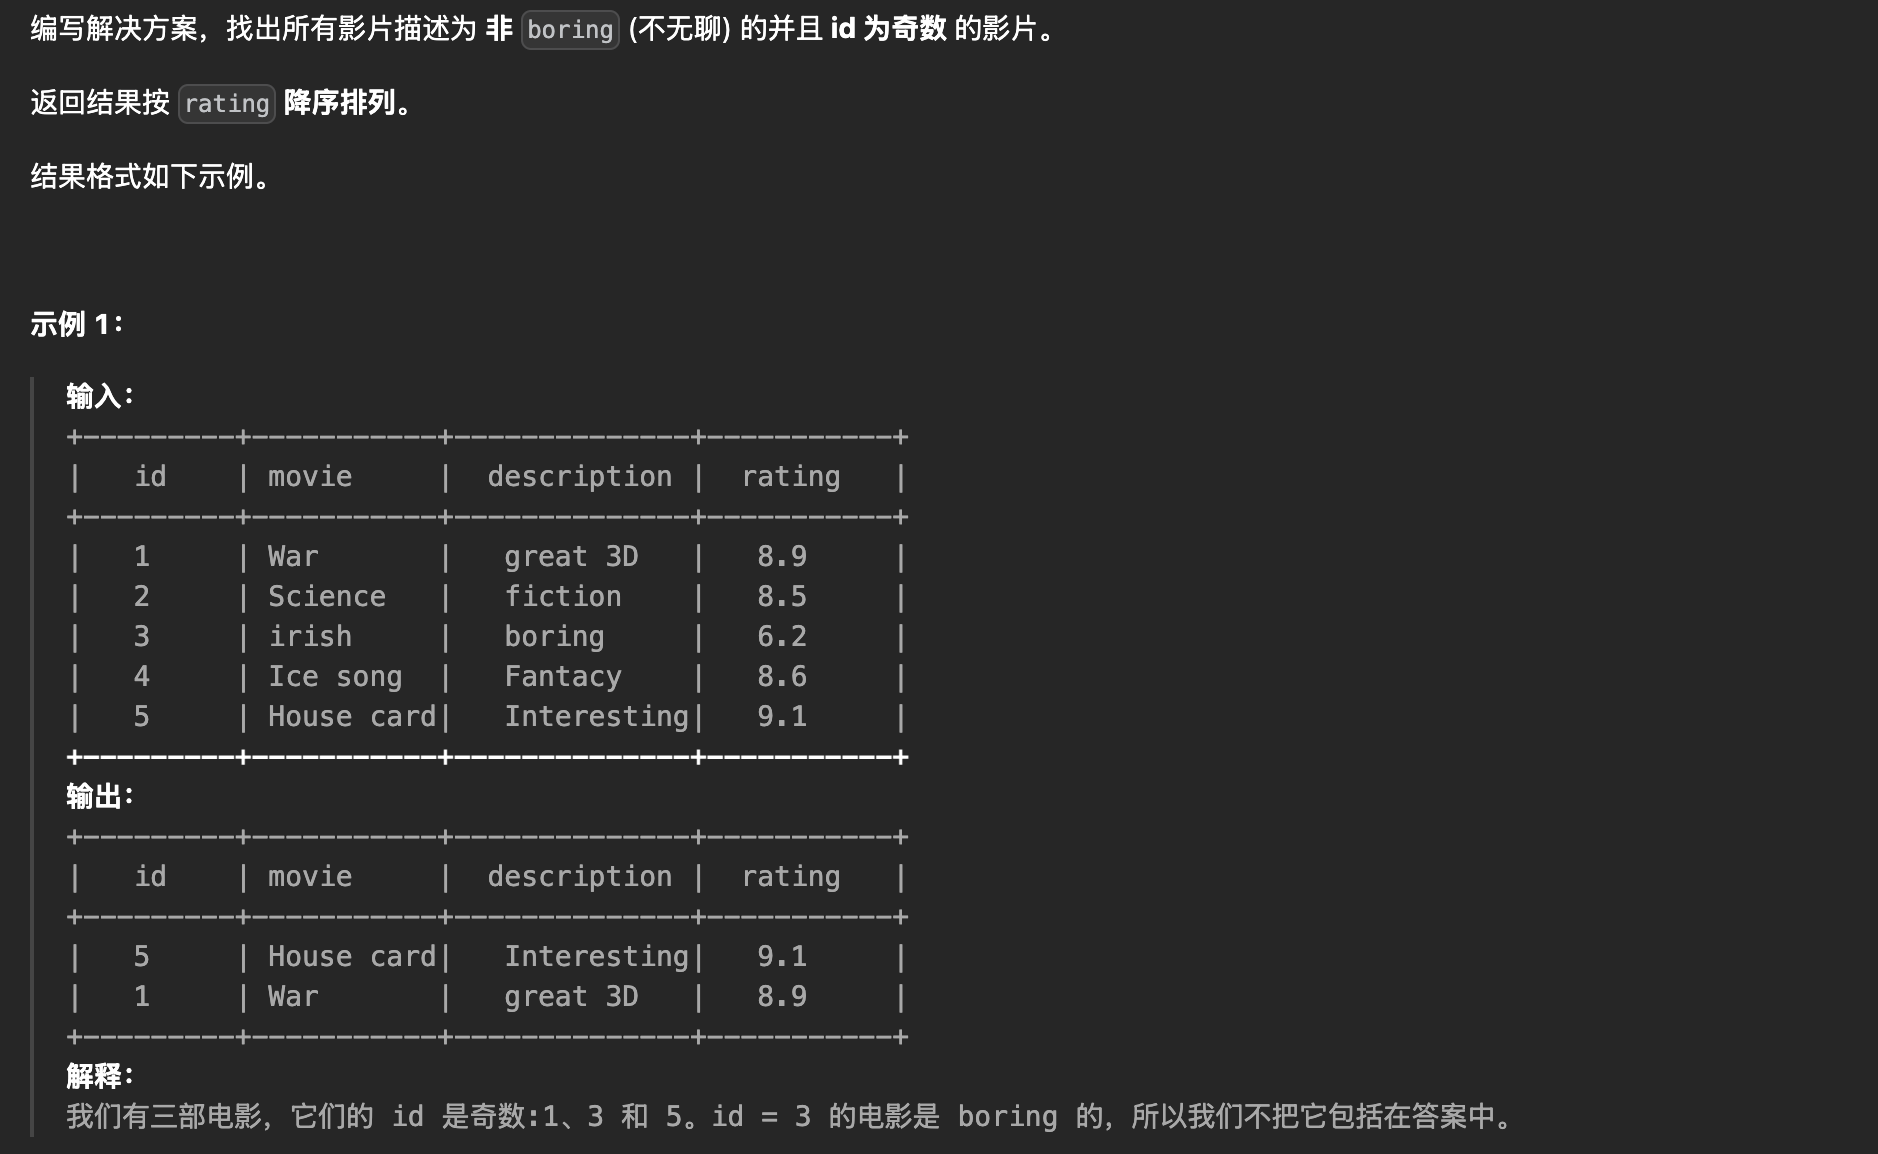 编写解决方案，找出所有影片描述为 非 boring (不无聊) 的并且 id 为奇数 的影片。
返回结果按 rating 降序排列。
结果格式如下示例。
示例 1：
输入：
+---------+-----------+--------------+-----------+
|   id    | movie     |  description |  rating   |
+---------+-----------+--------------+-----------+
|   1     | War       |   great 3D   |   8.9     |
|   2     | Science   |   fiction    |   8.5     |
|   3     | irish     |   boring     |   6.2     |
|   4     | Ice song  |   Fantacy    |   8.6     |
|   5     | House card|   Interesting|   9.1     |
+---------+-----------+--------------+-----------+
输出：
+---------+-----------+--------------+-----------+
|   id    | movie     |  description |  rating   |
+---------+-----------+--------------+-----------+
|   5     | House card|   Interesting|   9.1     |
|   1     | War       |   great 3D   |   8.9     |
+---------+-----------+--------------+-----------+
解释：
我们有三部电影，它们的 id 是奇数:1、3 和 5。id = 3 的电影是 boring 的，所以我们不把它包括在答案中。